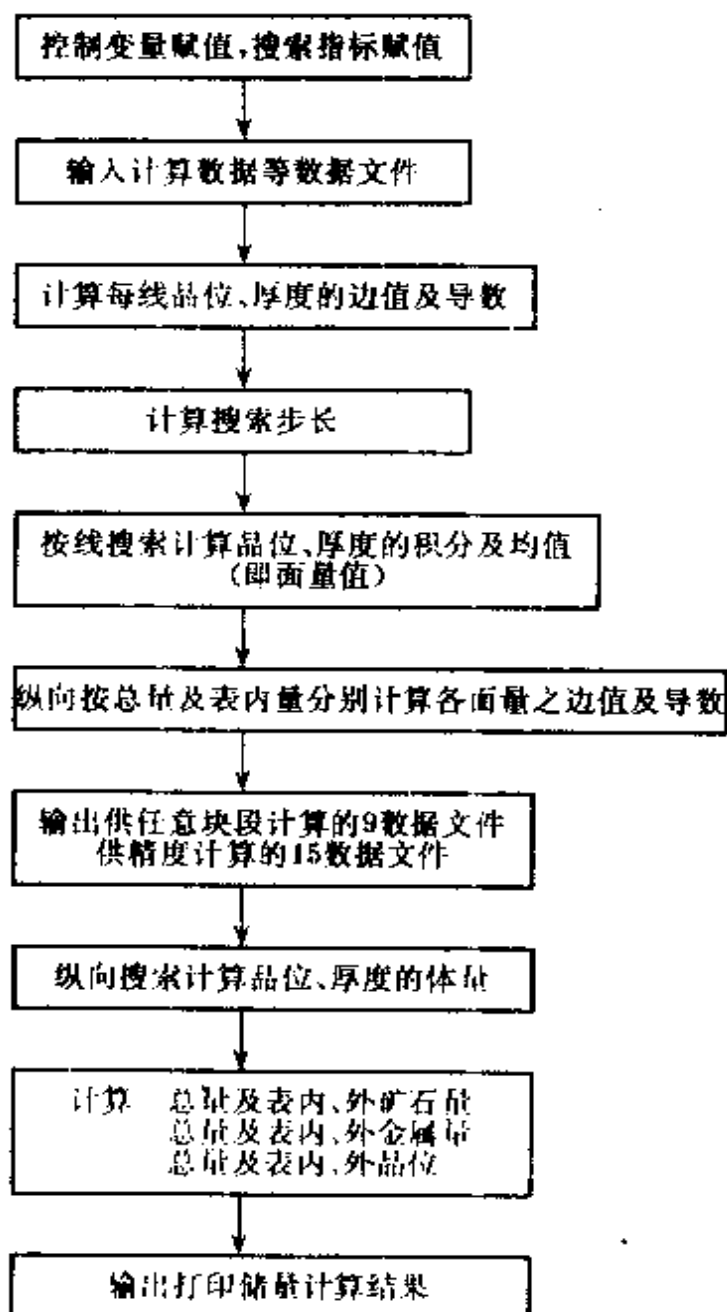 控制变量赋值,搜索指标赋值
输入计算数据等数据文件
计算每线品位、厚度的边值及导数
计算搜索步长
按线搜索计算品位、厚度的积分及均值
(即面量值)
纵向按总量及表内量分别计算各面量之边值及导数
输出供任意块段计算的9数据文件
供精度计算的15数据文件
纵向搜索计算品位、厚度的体量
计算 总量及表内、外矿石量
总量及表内、外金属量
总量及表内、外品位
输出打印储量计算结果